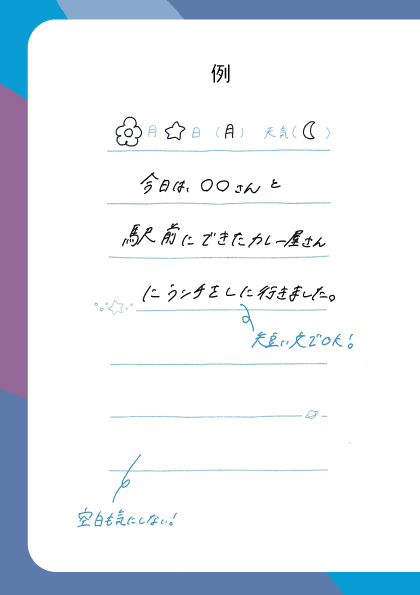 例
月 日 (月) 天気( )
今日は、〇〇さんと
駅前にできたカレー屋さん
にランチをしに行きました。
短い文でOK!
空白も気にしない!